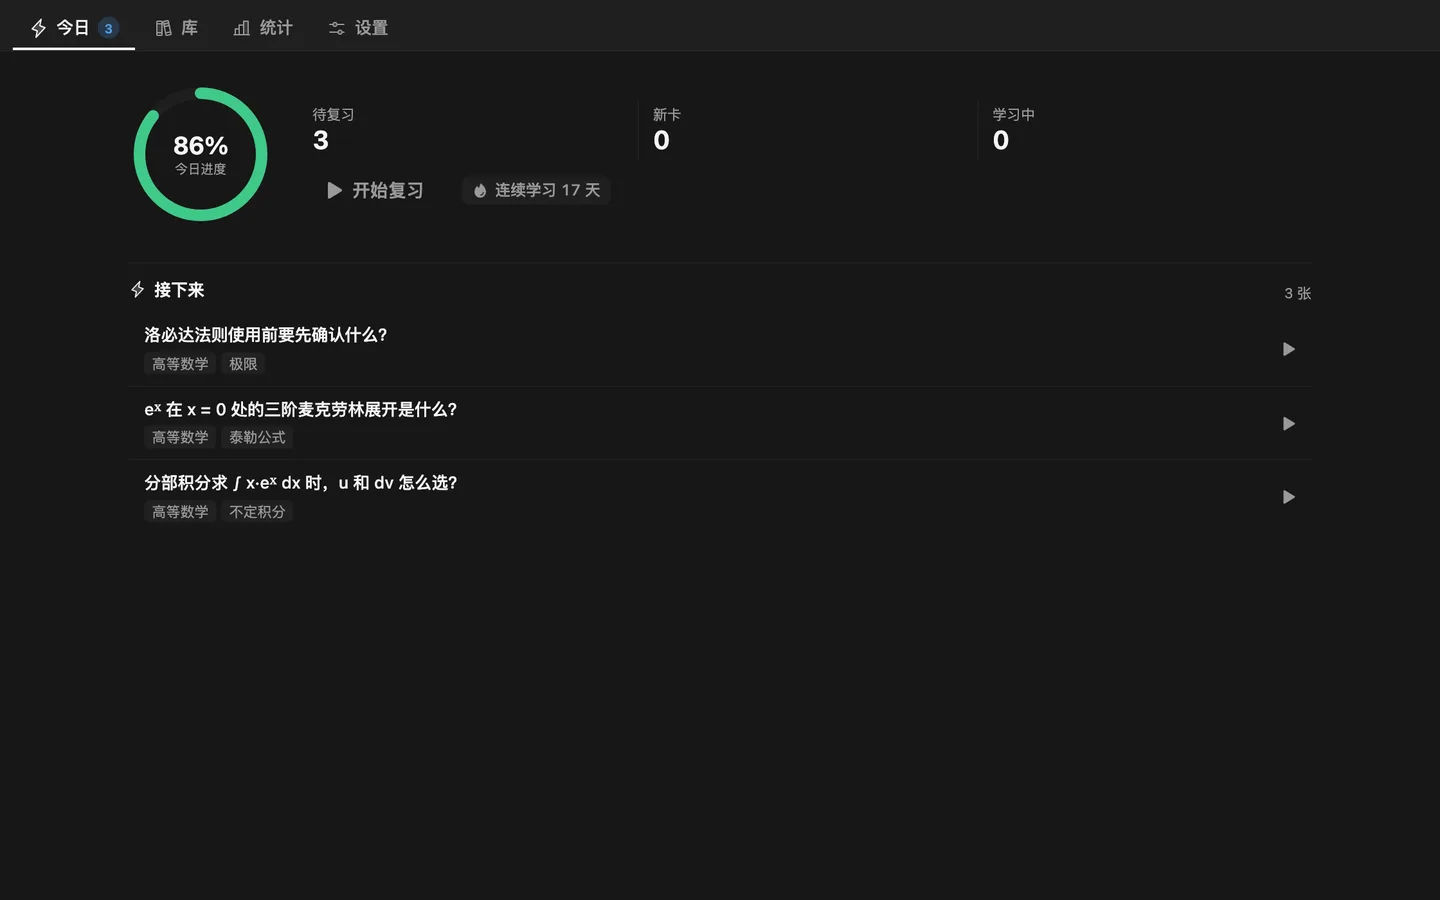 今日 3 库 统计 设置
86%
今日进度
待复习
3
新卡
0
学习中
0
开始复习 连续学习 17 天
接下来 3 张
洛必达法则使用前要先确认什么?
高等数学 极限
eˣ 在 x = 0 处的三阶麦克劳林展开是什么?
高等数学 泰勒公式
分部积分求 ∫ x·eˣ dx 时，u 和 dv 怎么选?
高等数学 不定积分